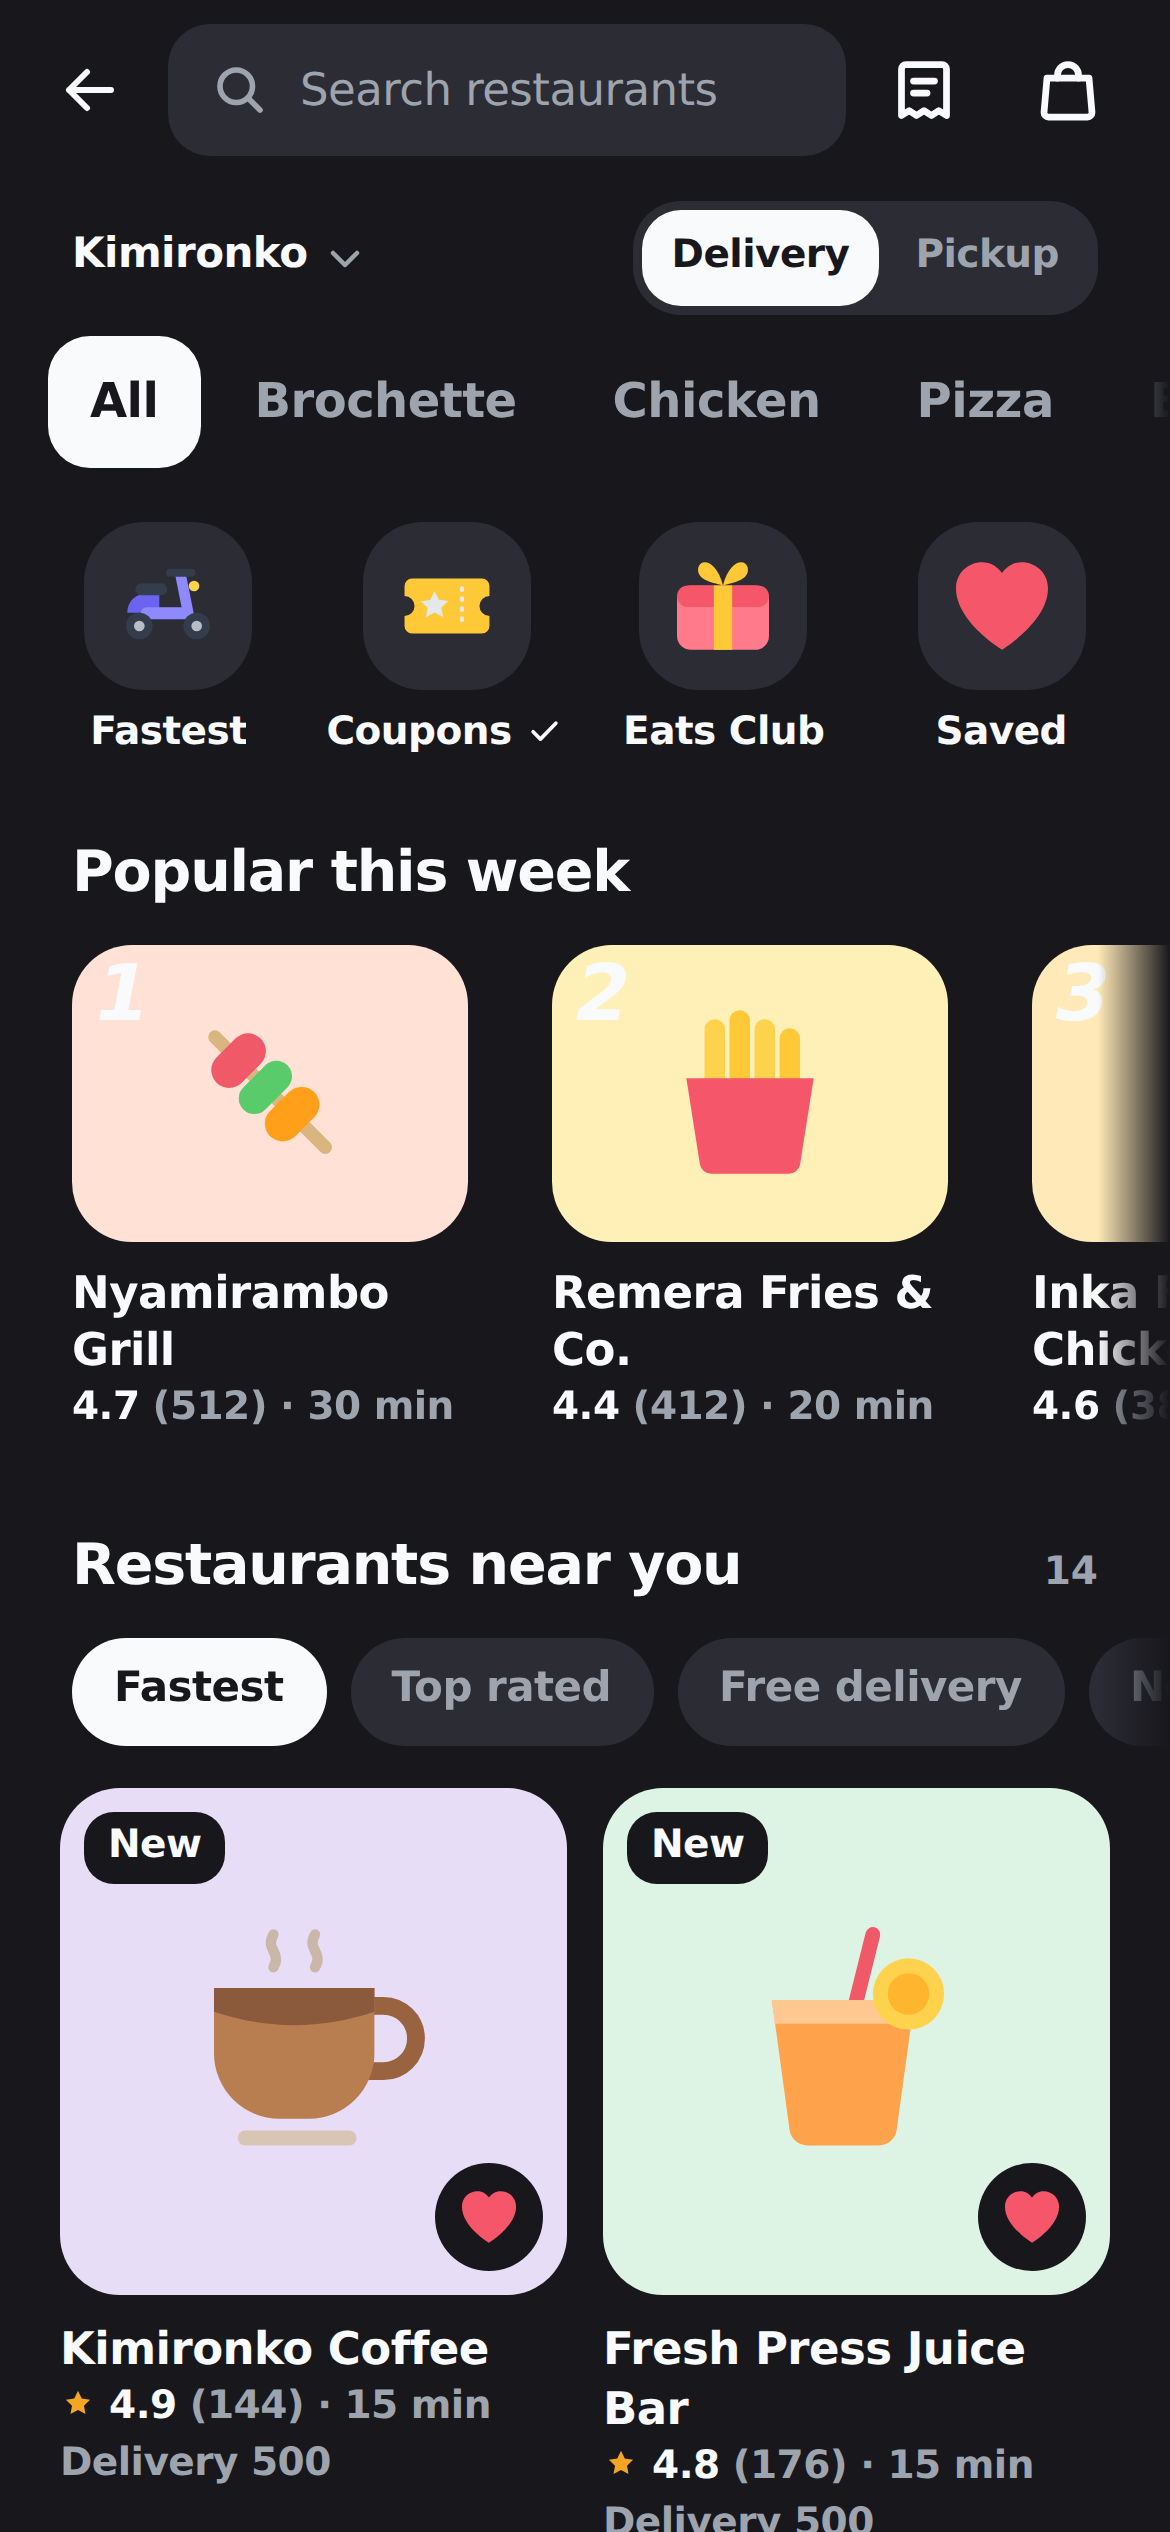 Search restaurants
Kimironko
Delivery Pickup
All Brochette Chicken Pizza
Fastest Coupons Eats Club Saved
Popular this week
1 2 3
Nyamirambo Grill
4.7 (512) · 30 min
Remera Fries & Co.
4.4 (412) · 20 min
Inka
4.6
Restaurants near you 14
Fastest Top rated Free delivery
New
Kimironko Coffee
4.9 (144) · 15 min
Delivery 500
New
Fresh Press Juice Bar
4.8 (176) · 15 min
Delivery 500